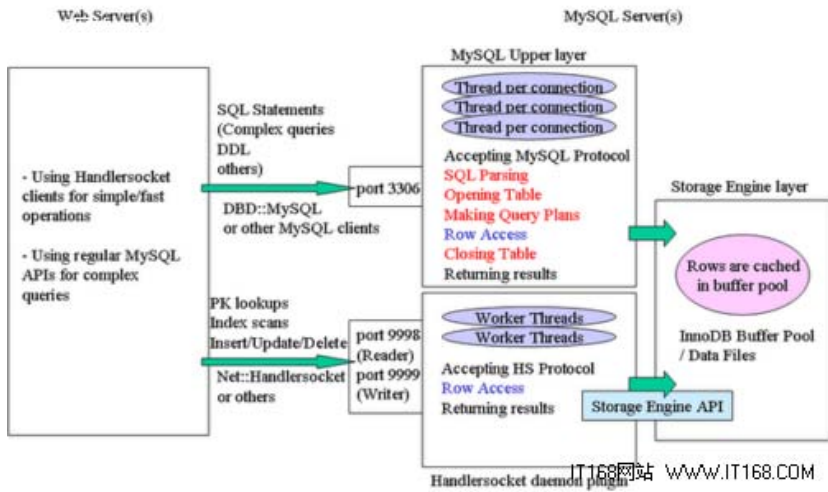 Web Server(s)
MySQL Server(s)
- Using Handlersocket
clients for simple/fast
operations
- Using regular MySQL
APIs for complex
queries
SQL Statements
(Complex queries
DDL
others)
DBD::MySQL
or other MySQL clients
port 3306
PK lookups
Index scans
Insert/Update/Delete
Net::Handlersocket
or others
port 9998
(Reader)
port 9999
(Writer)
MySQL Upper layer
Thread per connection
Thread per connection
Thread per connection
Accepting MySQL Protocol
SQL Parsing
Opening Table
Making Query Plans
Row Access
Closing Table
Returning results
Worker Threads
Worker Threads
Accepting HS Protocol
Row Access
Returning results
Handlersocket daemon plugin
Storage Engine layer
Rows are cached
in buffer pool
InnoDB Buffer Pool
/ Data Files
Storage Engine API
IT168网站 WWW.IT168.COM